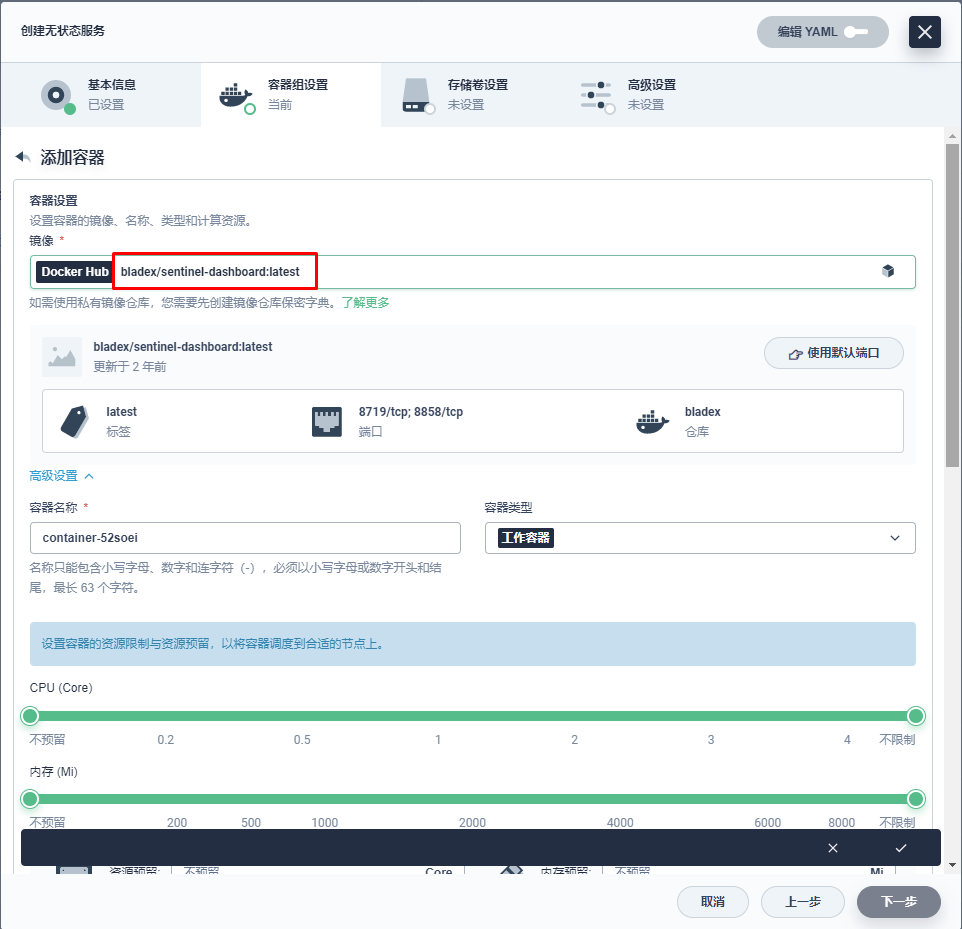 创建无状态服务
编辑 YAML
基本信息
已设置
容器组设置
当前
存储卷设置
未设置
高级设置
未设置
添加容器
容器设置
设置容器的镜像、名称、类型和计算资源。
镜像 *
Docker Hub bladex/sentinel-dashboard:latest
如需使用私有镜像仓库，您需要先创建镜像仓库保密字典。了解更多
bladex/sentinel-dashboard:latest
更新于 2 年前
使用默认端口
latest
标签
8719/tcp; 8858/tcp
端口
bladex
仓库
高级设置
容器名称 *
container-52soei
名称只能包含小写字母、数字和连字符（-），必须以小写字母或数字开头和结
尾，最长 63 个字符。
容器类型
工作容器
设置容器的资源限制与资源预留，以将容器调度到合适的节点上。
CPU (Core)
不预留 0.2 0.5 1 2 3 4 不限制
内存 (Mi)
不预留 200 500 1000 2000 4000 6000 8000 不限制
资源预留: 不预留 Core 内存预留: 不预留 Mi
取消 上一步 下一步